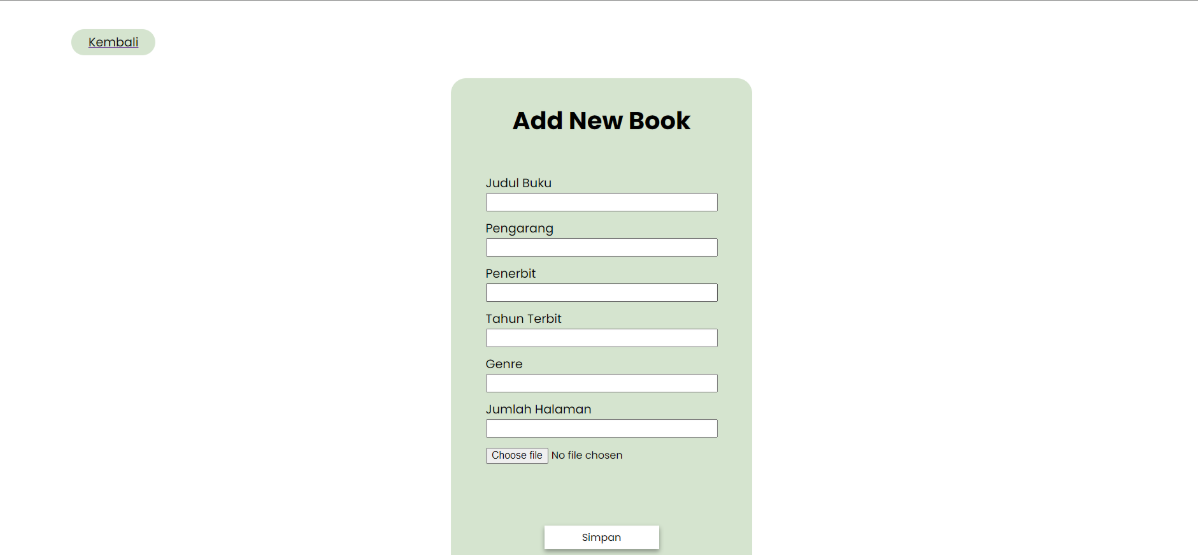 Kembali
Add New Book
Judul Buku
Pengarang
Penerbit
Tahun Terbit
Genre
Jumlah Halaman
Choose file No file chosen
Simpan